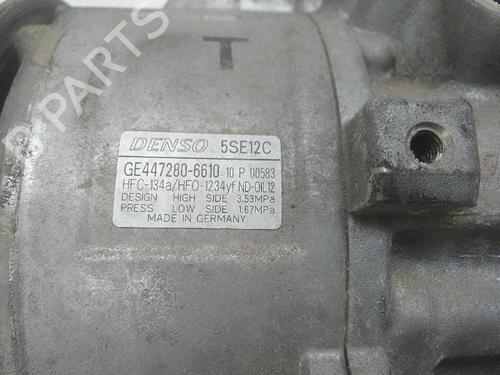 B-PARTS
T
DENSO 5SE12C
GE447280-6610 10 P 00583
HFC-134a/HFO-1234yf ND-OIL12
DESIGN HIGH SIDE 3.53MPa
PRESS LOW SIDE 1.67MPa
MADE IN GERMANY